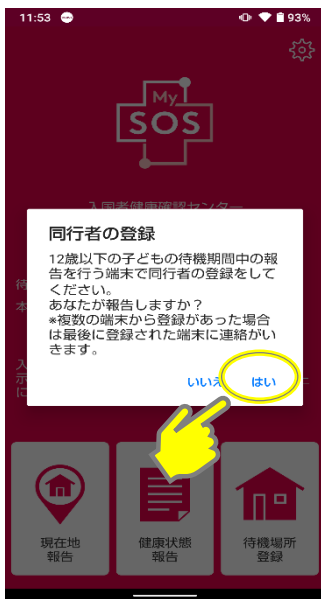 11:53
93%
My
SOS
入国者健康確認センター
同行者の登録
12歳以下の子どもの待機期間中の報
告を行う端末で同行者の登録をして
ください。
あなたが報告しますか？
*複数の端末から登録があった場合
は最後に登録された端末に連絡がい
きます。
いいえ
はい
現在地
報告
健康状態
報告
待機場所
登録